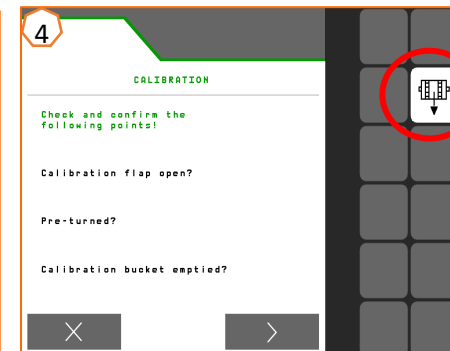 4
CALIBRATION
Check and confirm the
following points!
Calibration flap open?
Pre-turned?
Calibration bucket emptied?